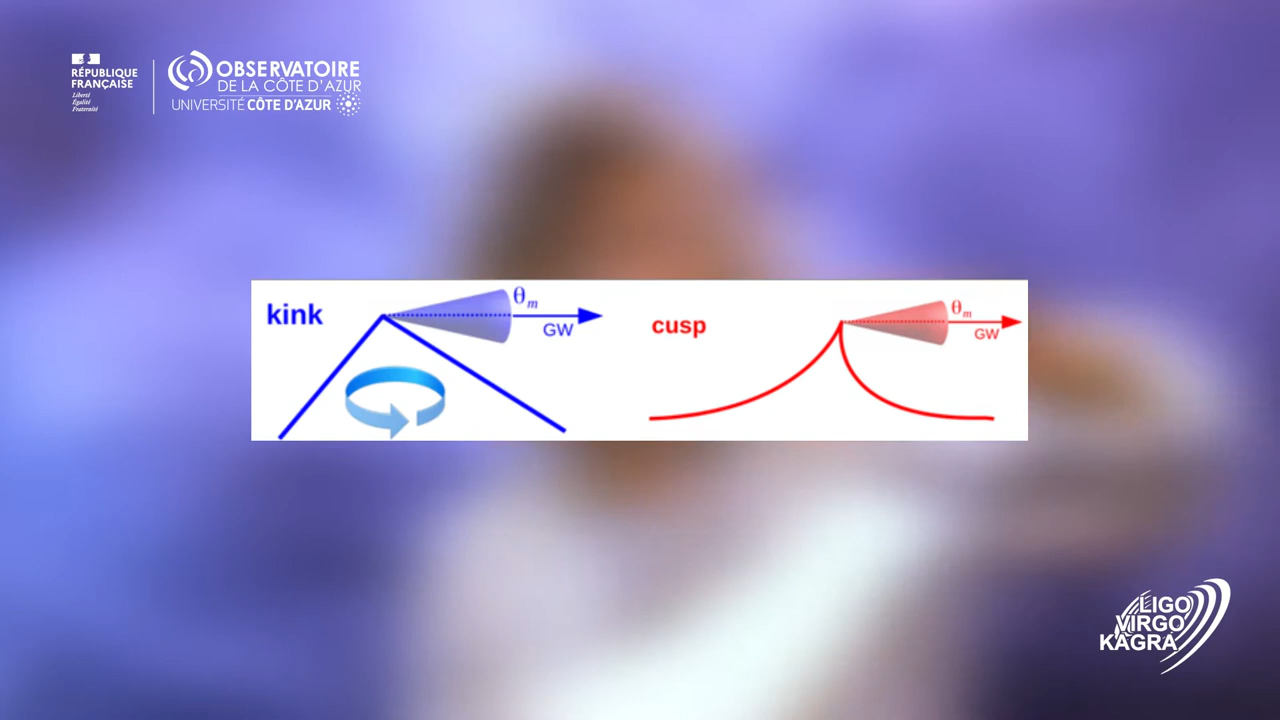 RÉPUBLIQUE
FRANÇAISE
Liberté
Égalité
Fraternité
OBSERVATOIRE
DE LA CÔTE D'AZUR
UNIVERSITÉ CÔTE D'AZUR
kink
θm
GW
cusp
θm
GW
LIGO
VIRGO
KAGRA